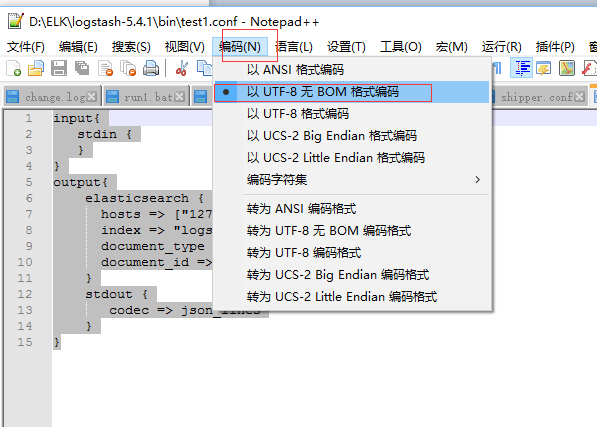 D:\ELK\logstash-5.4.1\bin\test1.conf - Notepad++
文件(F) 编辑(E) 搜索(S) 视图(V) 编码(N) 语言(L) 设置(T) 工具(O) 宏(M) 运行(R) 插件(P)
change.log run1.bat shipper.conf
以 ANSI 格式编码
以 UTF-8 无 BOM 格式编码
以 UTF-8 格式编码
以 UCS-2 Big Endian 格式编码
以 UCS-2 Little Endian 格式编码
编码字符集
转为 ANSI 编码格式
转为 UTF-8 无 BOM 编码格式
转为 UTF-8 编码格式
转为 UCS-2 Big Endian 编码格式
转为 UCS-2 Little Endian 编码格式
1 input{
2 stdin {
3 }
4 }
5 output{
6 elasticsearch {
7 hosts => ["127
8 index => "logs
9 document_type
10 document_id =>
11 }
12 stdout {
13 codec => json_lines
14 }
15 }